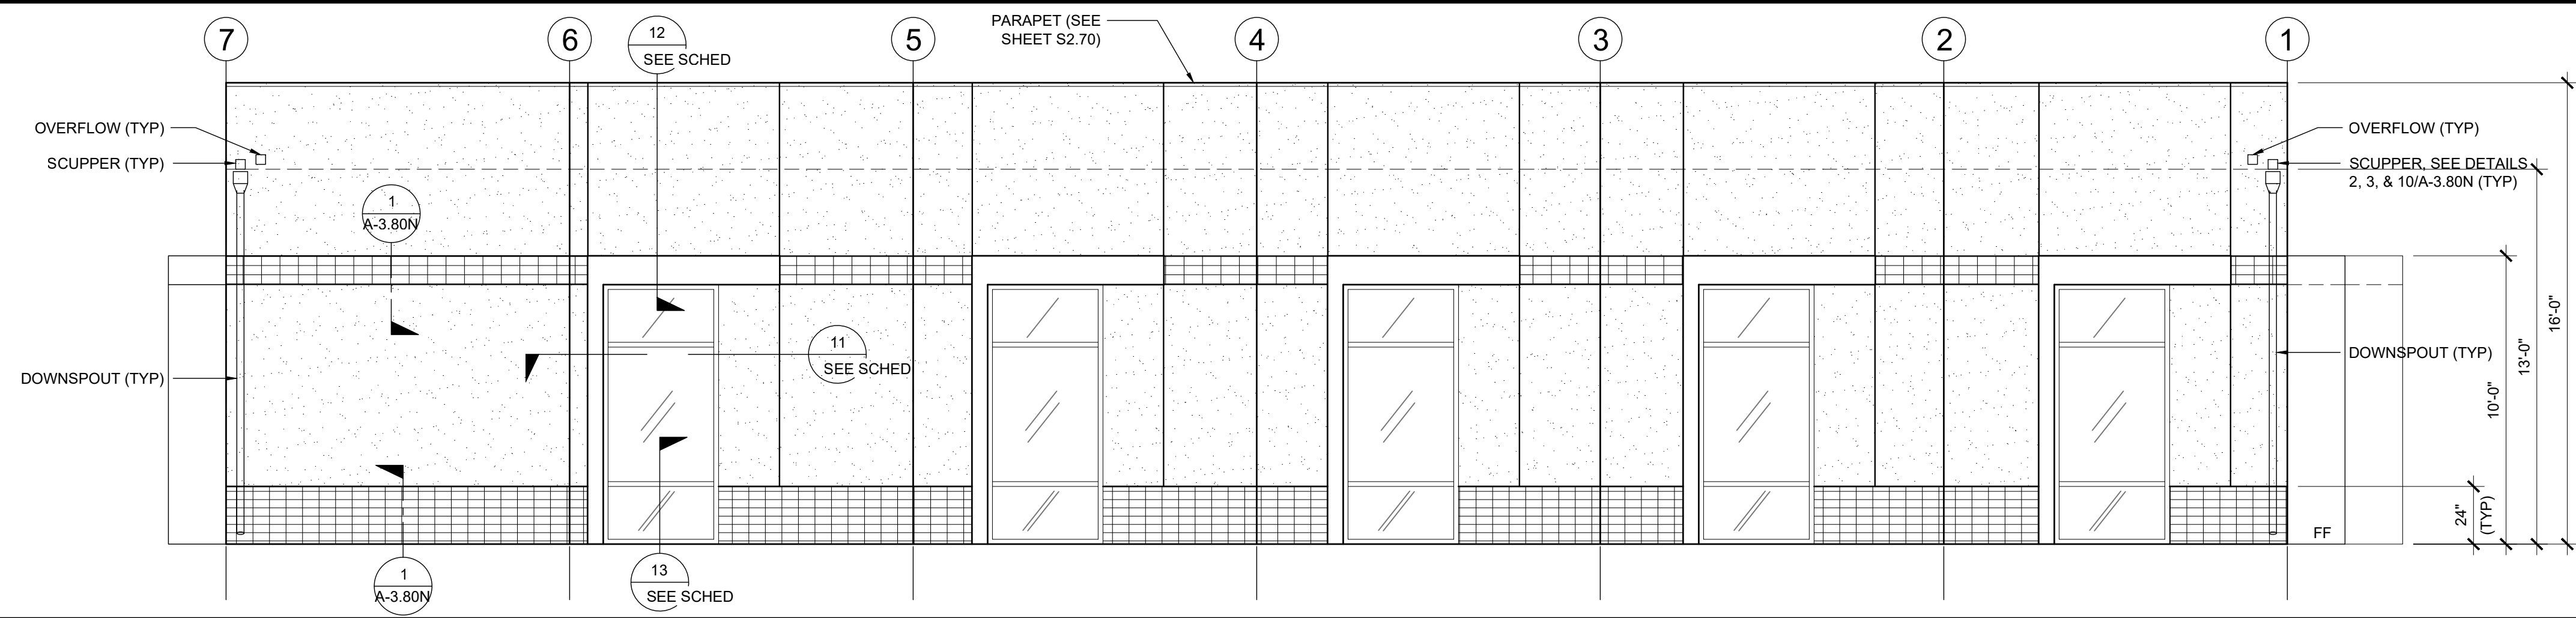 7
6
12
SEE SCHED
5
PARAPET (SEE
SHEET S2.70)
4
3
2
1
OVERFLOW (TYP)
SCUPPER (TYP)
1
A-3.80N
DOWNSPOUT (TYP)
11
SEE SCHED
1
A-3.80N
13
SEE SCHED
OVERFLOW (TYP)
SCUPPER, SEE DETAILS
2, 3, & 10/A-3.80N (TYP)
DOWNSPOUT (TYP)
FF
24"
(TYP)
10'-0"
13'-0"
16'-0"